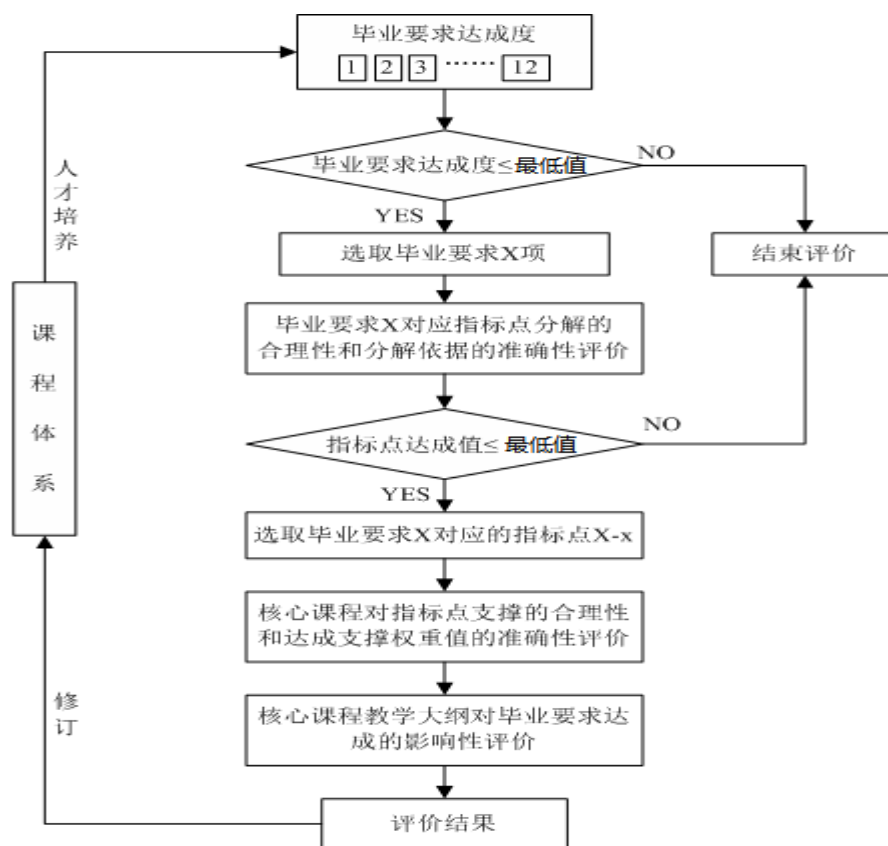 毕业要求达成度
1 2 3 …… 12
毕业要求达成度≤最低值
NO
YES
人才培养
选取毕业要求X项
结束评价
毕业要求X对应指标点分解的
合理性和分解依据的准确性评价
课程体系
指标点达成值≤最低值
NO
YES
选取毕业要求X对应的指标点X-x
核心课程对指标点支撑的合理性
和达成支撑权重值的准确性评价
修订
核心课程教学大纲对毕业要求达
成的影响性评价
评价结果